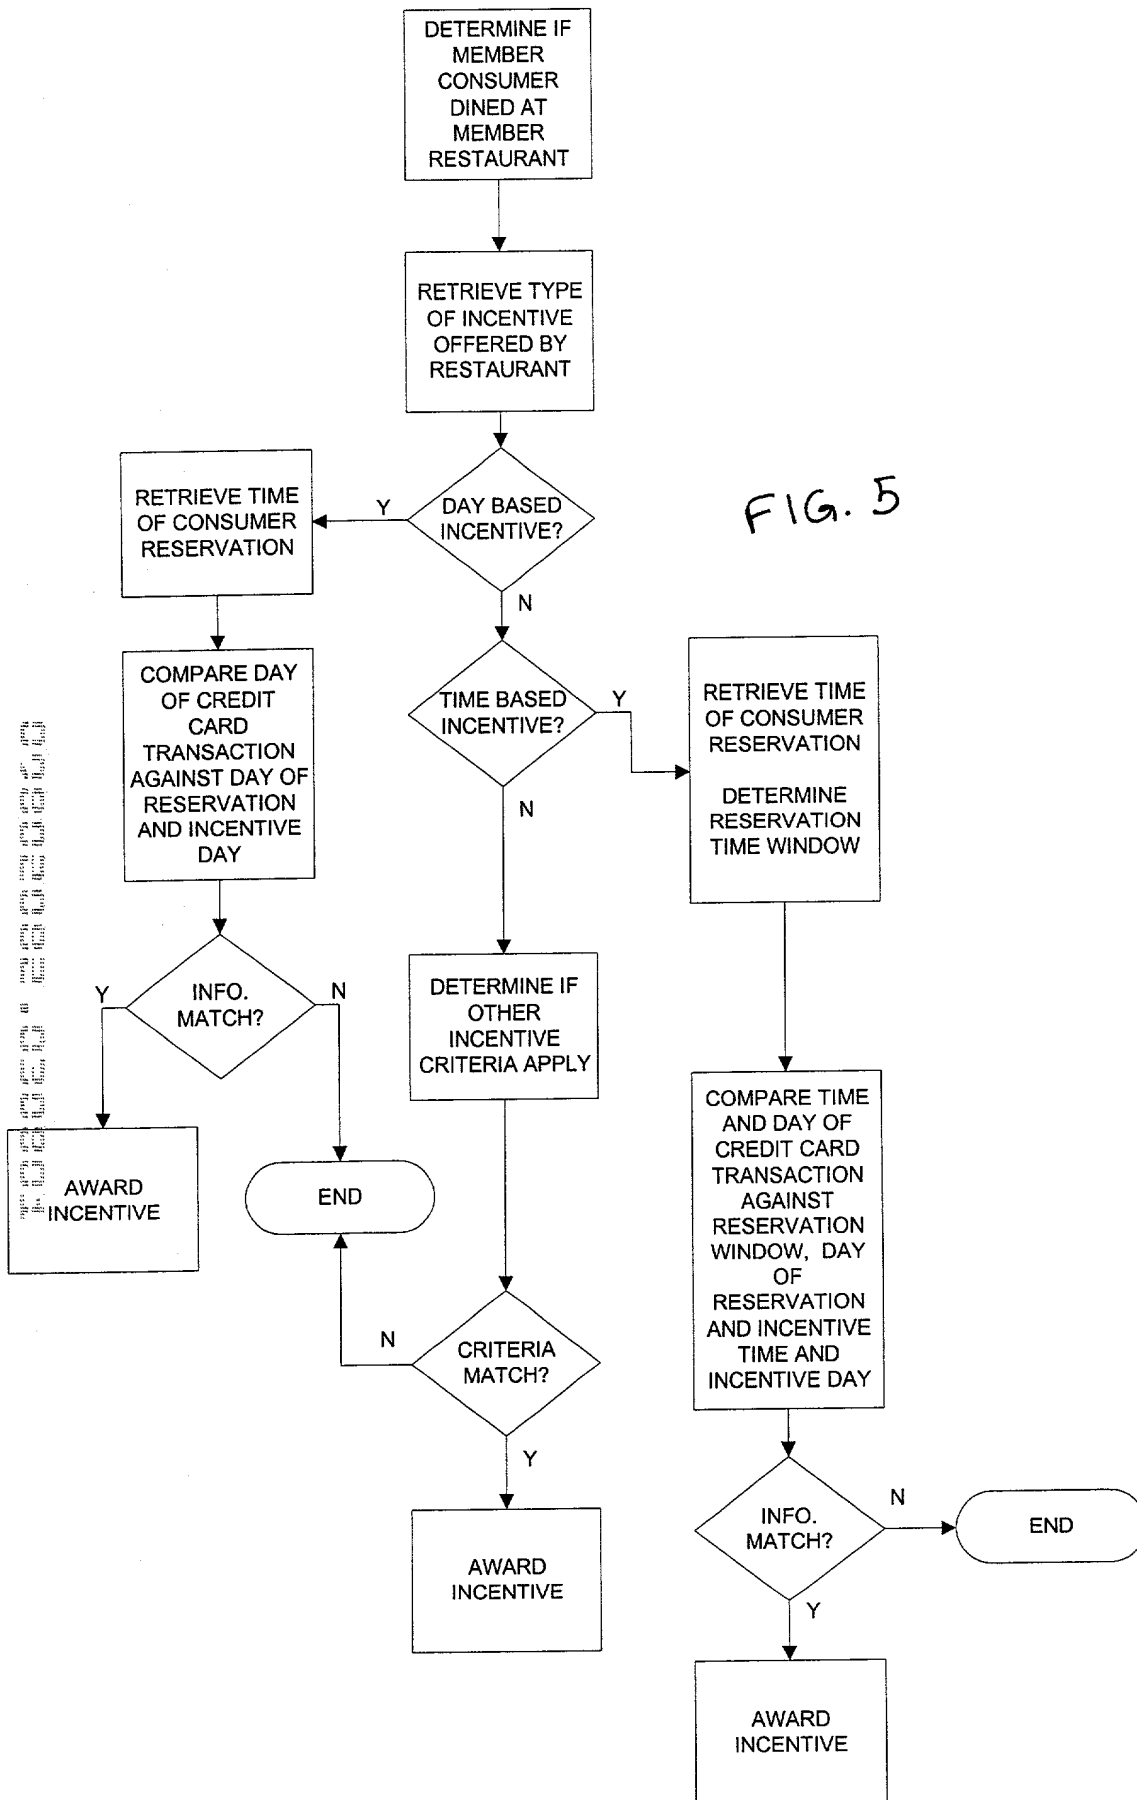 DETERMINE IF
MEMBER
CONSUMER
DINED AT
MEMBER
RESTAURANT
RETRIEVE TYPE
OF INCENTIVE
OFFERED BY
RESTAURANT
DAY BASED
INCENTIVE?
Y
N
RETRIEVE TIME
OF CONSUMER
RESERVATION
FIG. 5
COMPARE DAY
OF CREDIT
CARD
TRANSACTION
AGAINST DAY OF
RESERVATION
AND INCENTIVE
DAY
TIME BASED
INCENTIVE?
Y
N
RETRIEVE TIME
OF CONSUMER
RESERVATION
DETERMINE
RESERVATION
TIME WINDOW
INFO.
MATCH?
Y
N
DETERMINE IF
OTHER
INCENTIVE
CRITERIA APPLY
AWARD
INCENTIVE
END
COMPARE TIME
AND DAY OF
CREDIT CARD
TRANSACTION
AGAINST
RESERVATION
WINDOW, DAY
OF
RESERVATION
AND INCENTIVE
TIME AND
INCENTIVE DAY
CRITERIA
MATCH?
N
Y
AWARD
INCENTIVE
INFO.
MATCH?
N
Y
END
AWARD
INCENTIVE